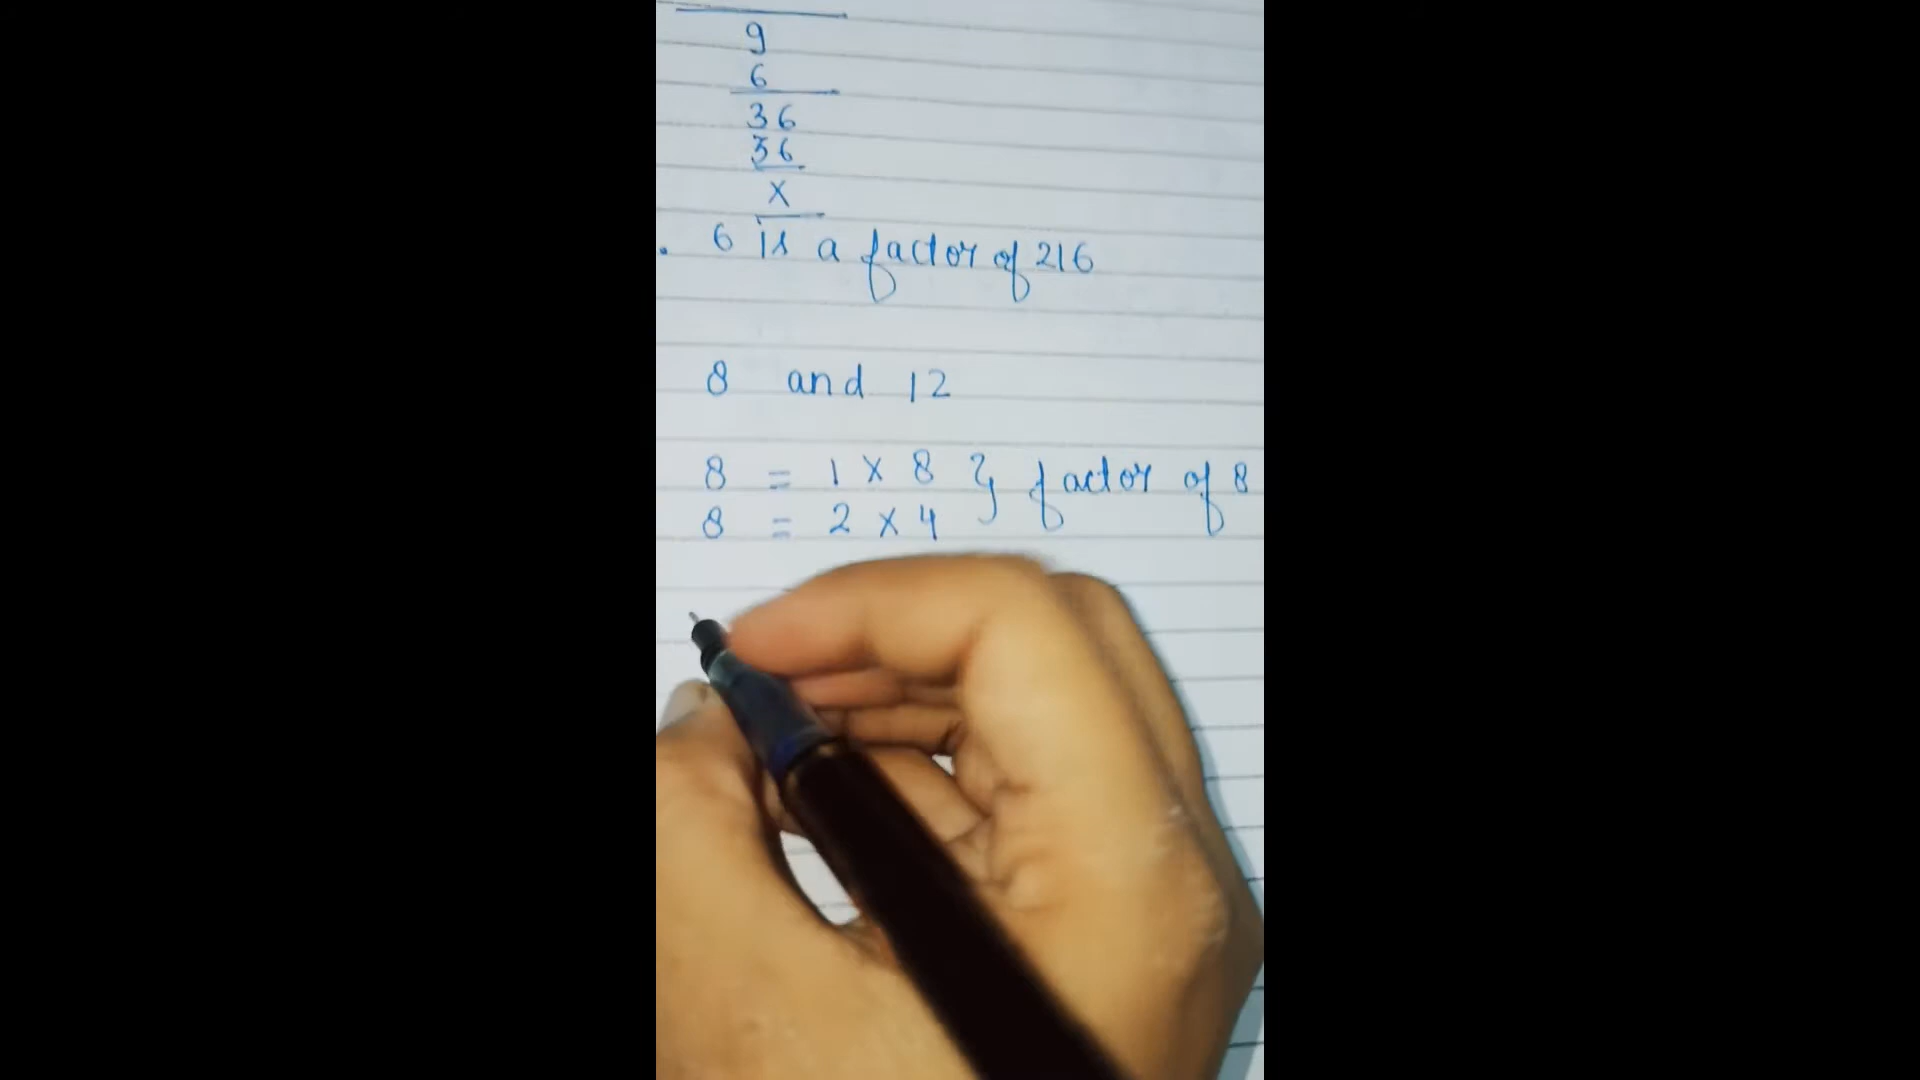 9
6
36
36
x
. 6 is a factor of 216
8 and 12
8 = 1 x 8 } factor of 8
8 = 2 x 4